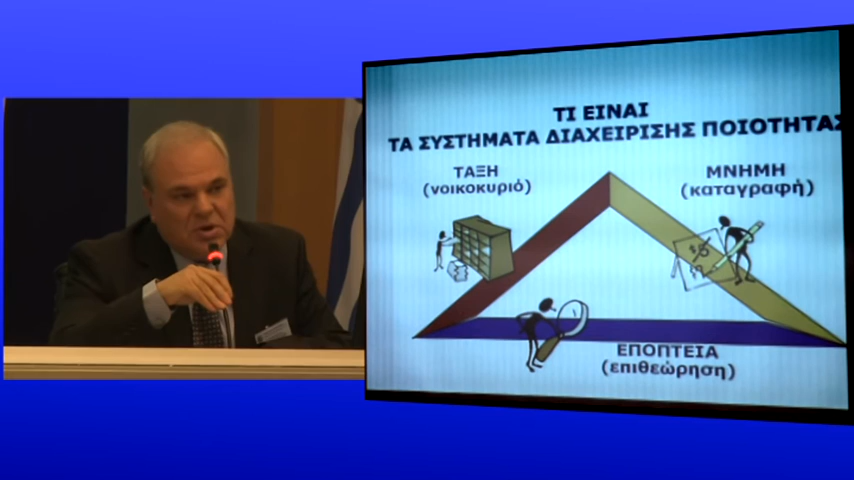 ΤΙ ΕΙΝΑΙ
ΤΑ ΣΥΣΤΗΜΑΤΑ ΔΙΑΧΕΙΡΙΣΗΣ ΠΟΙΟΤΗΤΑΣ
ΤΑΞΗ
(νοικοκυριό)
ΜΝΗΜΗ
(καταγραφή)
ΕΠΟΠΤΕΙΑ
(επιθεώρηση)